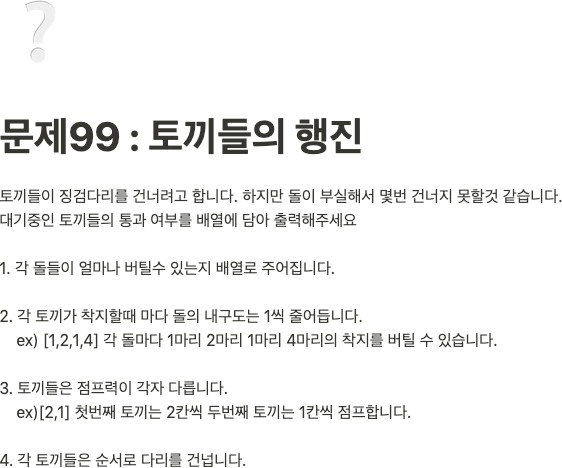 ❔
문제99 : 토끼들의 행진
토끼들이 징검다리를 건너려고 합니다. 하지만 돌이 부실해서 몇번 건너지 못할것 같습니다.
대기중인 토끼들의 통과 여부를 배열에 담아 출력해주세요
1. 각 돌들이 얼마나 버틸수 있는지 배열로 주어집니다.
2. 각 토끼가 착지할때 마다 돌의 내구도는 1씩 줄어듭니다.
ex) [1,2,1,4] 각 돌마다 1마리 2마리 1마리 4마리의 착지를 버틸 수 있습니다.
3. 토끼들은 점프력이 각자 다릅니다.
ex)[2,1] 첫번째 토끼는 2칸씩 두번째 토끼는 1칸씩 점프합니다.
4. 각 토끼들은 순서로 다리를 건넙니다.